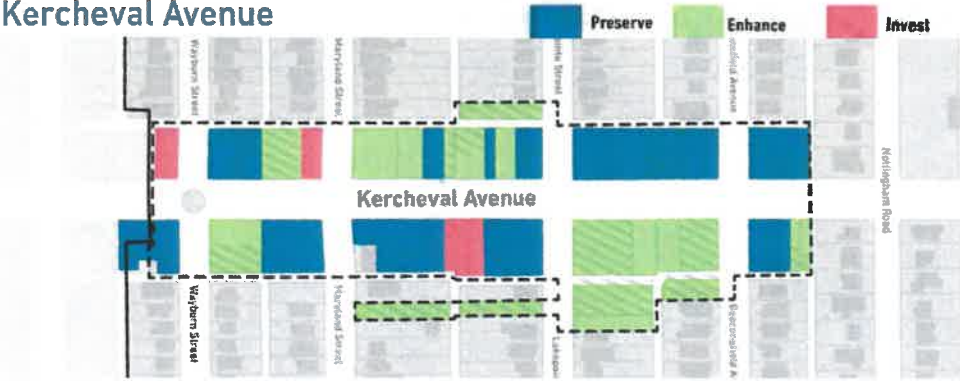 Kercheval Avenue
Preserve
Enhance
Invest
Wayburn Street
Maryland Street
Kercheval Avenue
Nottingham Road
Wayburn Street
Maryland Street